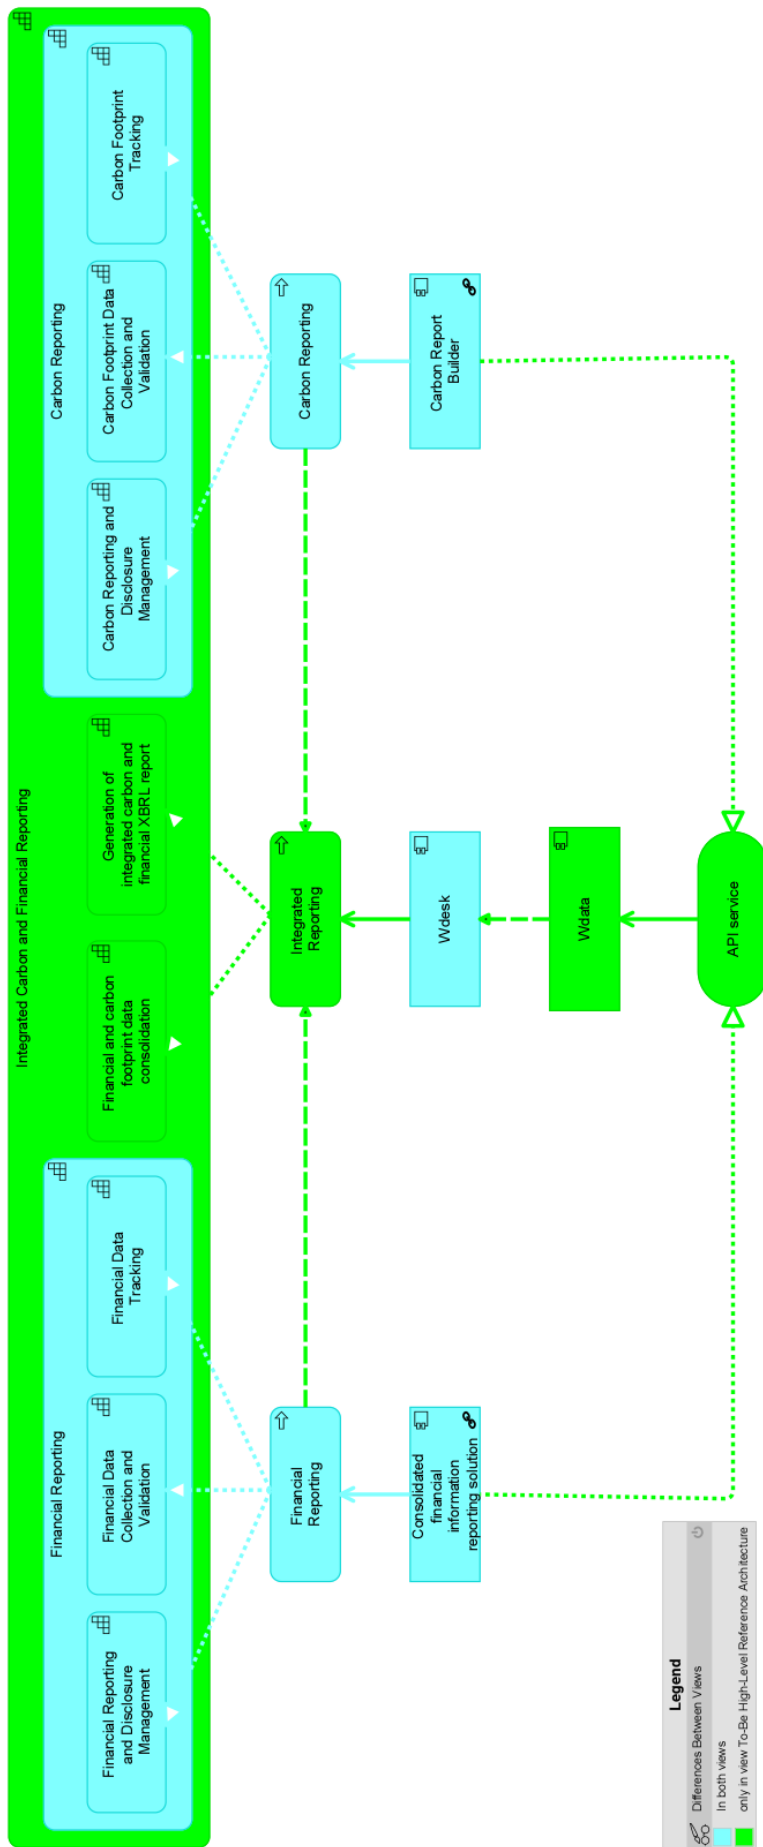 Integrated Carbon and Financial Reporting
Financial Reporting
Financial Reporting
and Disclosure
Management
Financial Data
Collection and
Validation
Financial Data
Tracking
Financial and carbon
footprint data
consolidation
Generation of
integrated carbon and
financial XBRL report
Carbon Reporting
Carbon Reporting and
Disclosure
Management
Carbon Footprint Data
Collection and
Validation
Carbon Footprint
Tracking
Financial
Reporting
Integrated
Reporting
Carbon Reporting
Consolidated
financial
information
reporting solution
Wdesk
Carbon Report
Builder
Wdata
API service
Legend
Differences Between Views
In both views
only in view To-Be High-Level Reference Architecture